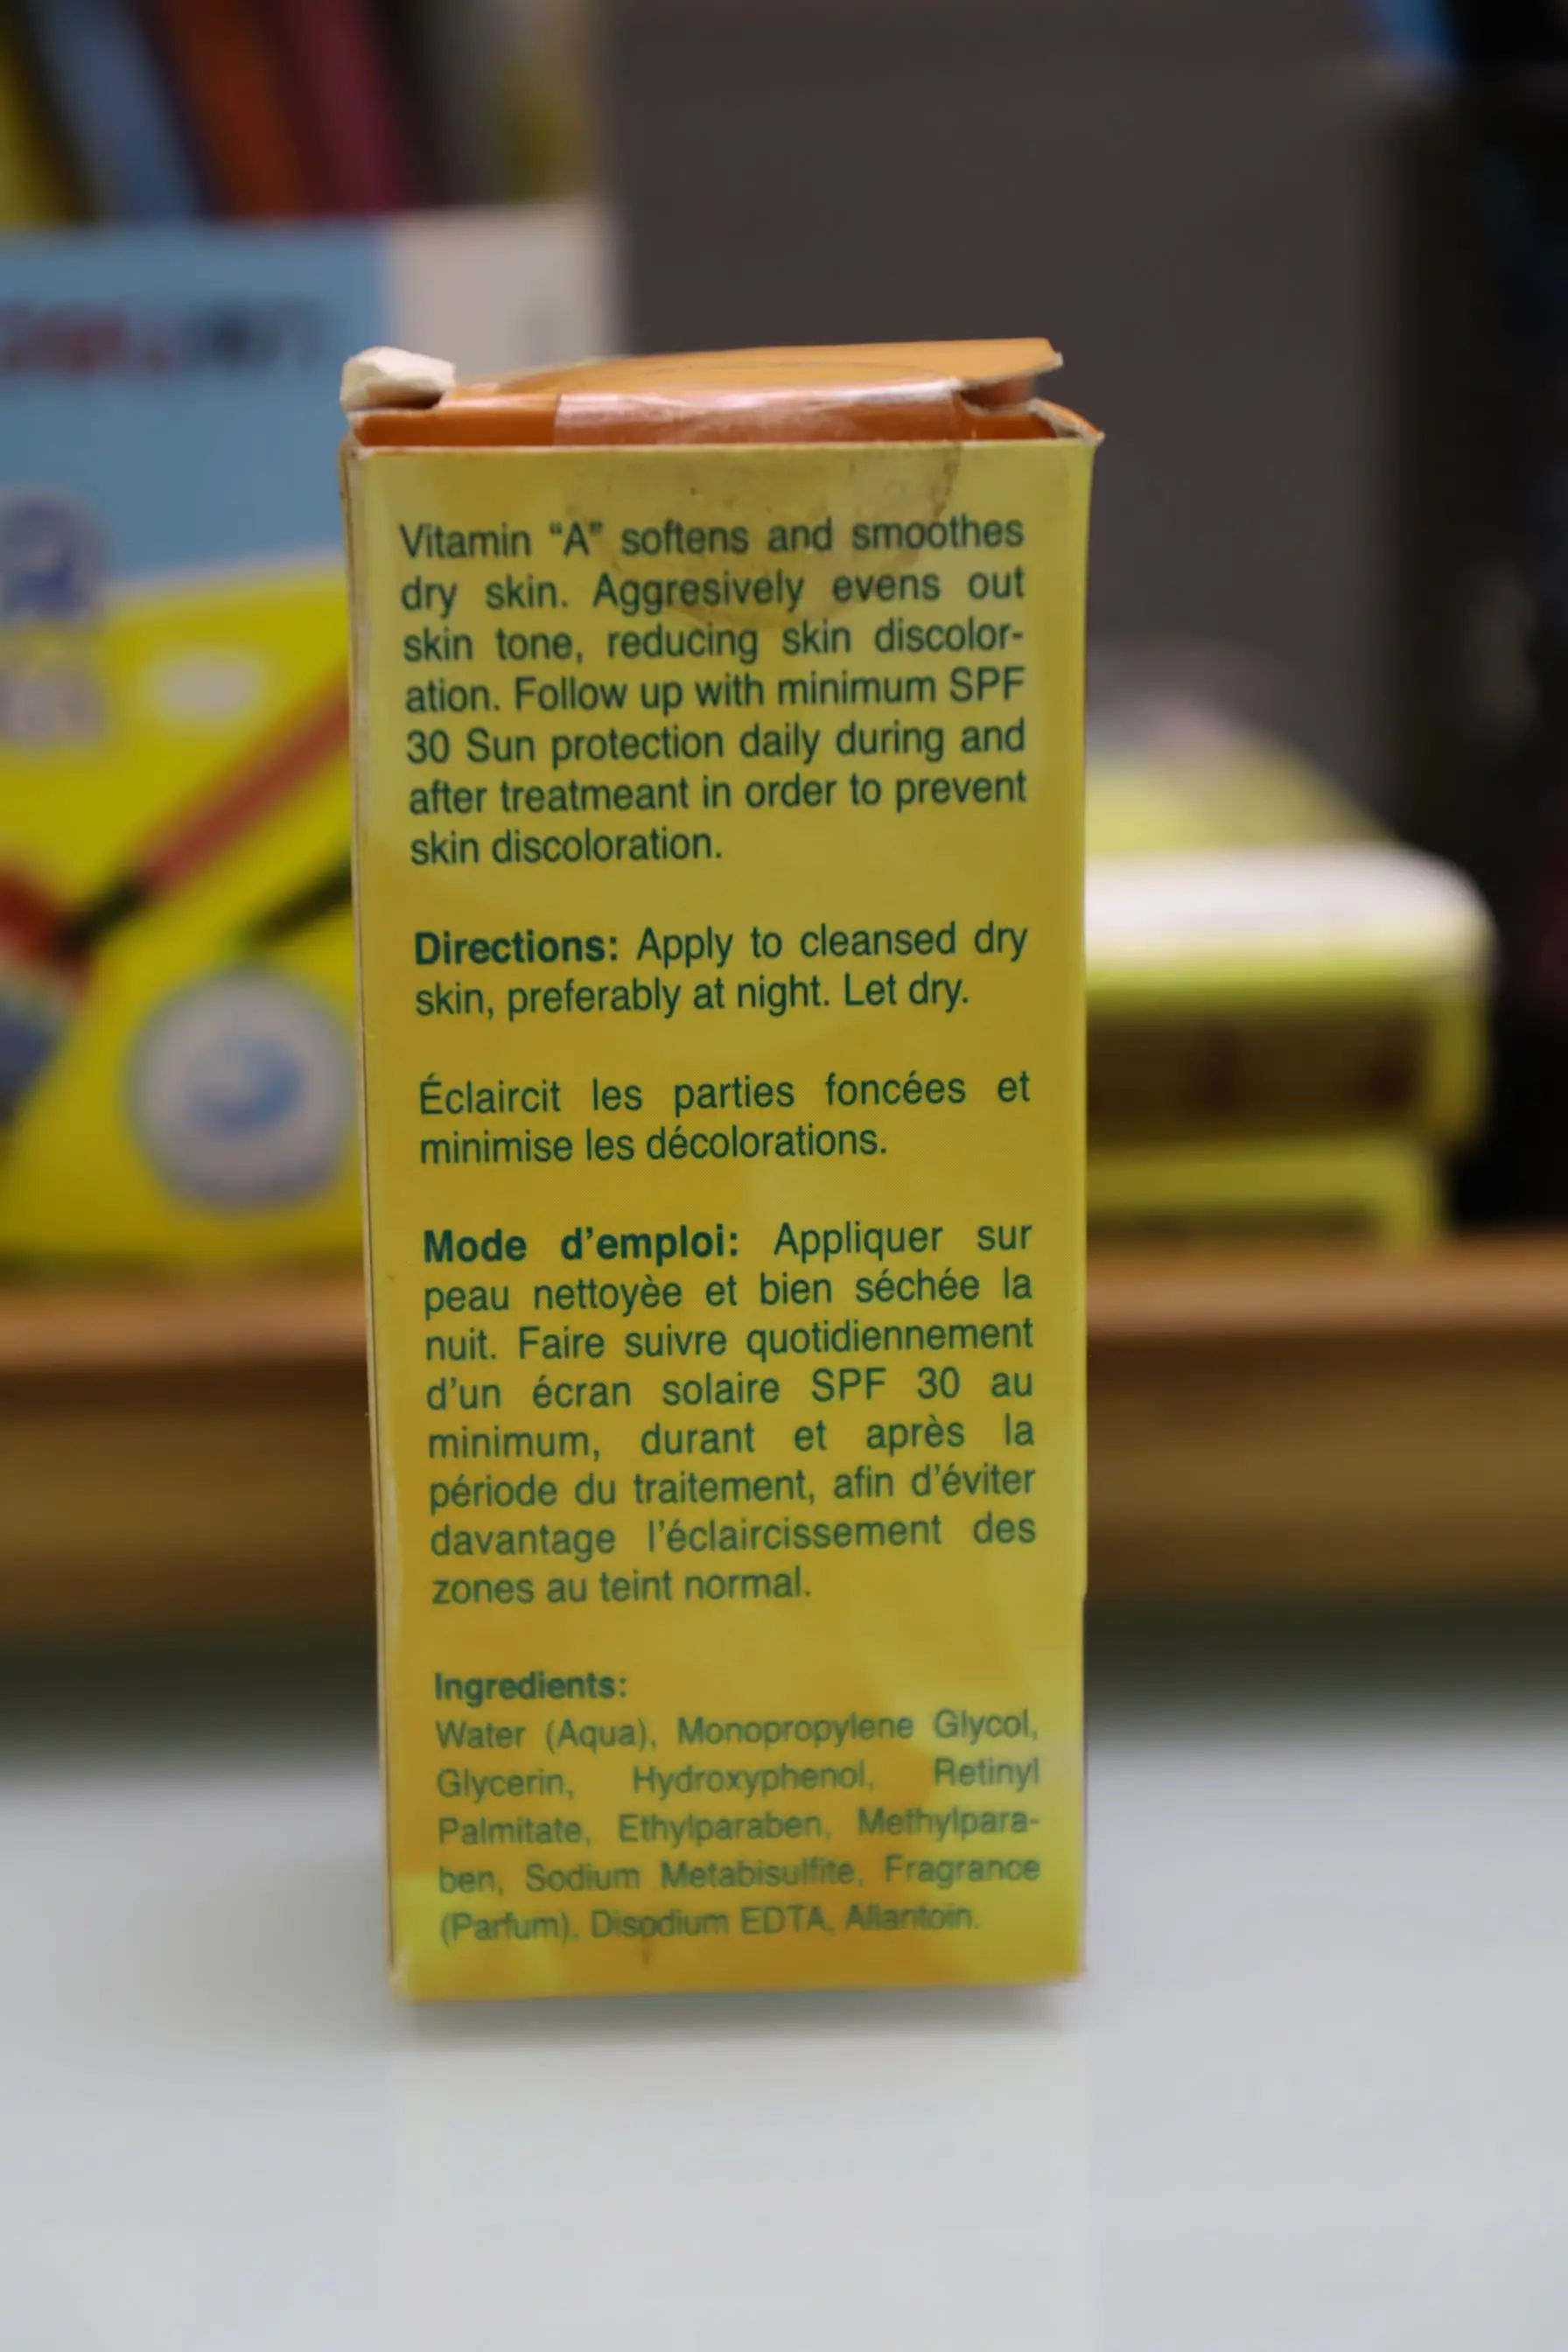 Vitamin “A” softens and smoothes
dry skin. Aggresively evens out
skin tone, reducing skin discolor-
ation. Follow up with minimum SPF
30 Sun protection daily during and
after treatmeant in order to prevent
skin discoloration.
Directions: Apply to cleansed dry
skin, preferably at night. Let dry.
Éclaircit les parties foncées et
minimise les décolorations.
Mode d’emploi: Appliquer sur
peau nettoyèe et bien séchée la
nuit. Faire suivre quotidiennement
d’un écran solaire SPF 30 au
minimum, durant et après la
période du traitement, afin d’éviter
davantage l’éclaircissement des
zones au teint normal.
Ingredients:
Water (Aqua), Monopropylene Glycol,
Glycerin, Hydroxyphenol, Retinyl
Palmitate, Ethylparaben, Methylpara-
ben, Sodium Metabisulfite, Fragrance
(Parfum), Disodium EDTA, Allantoin.